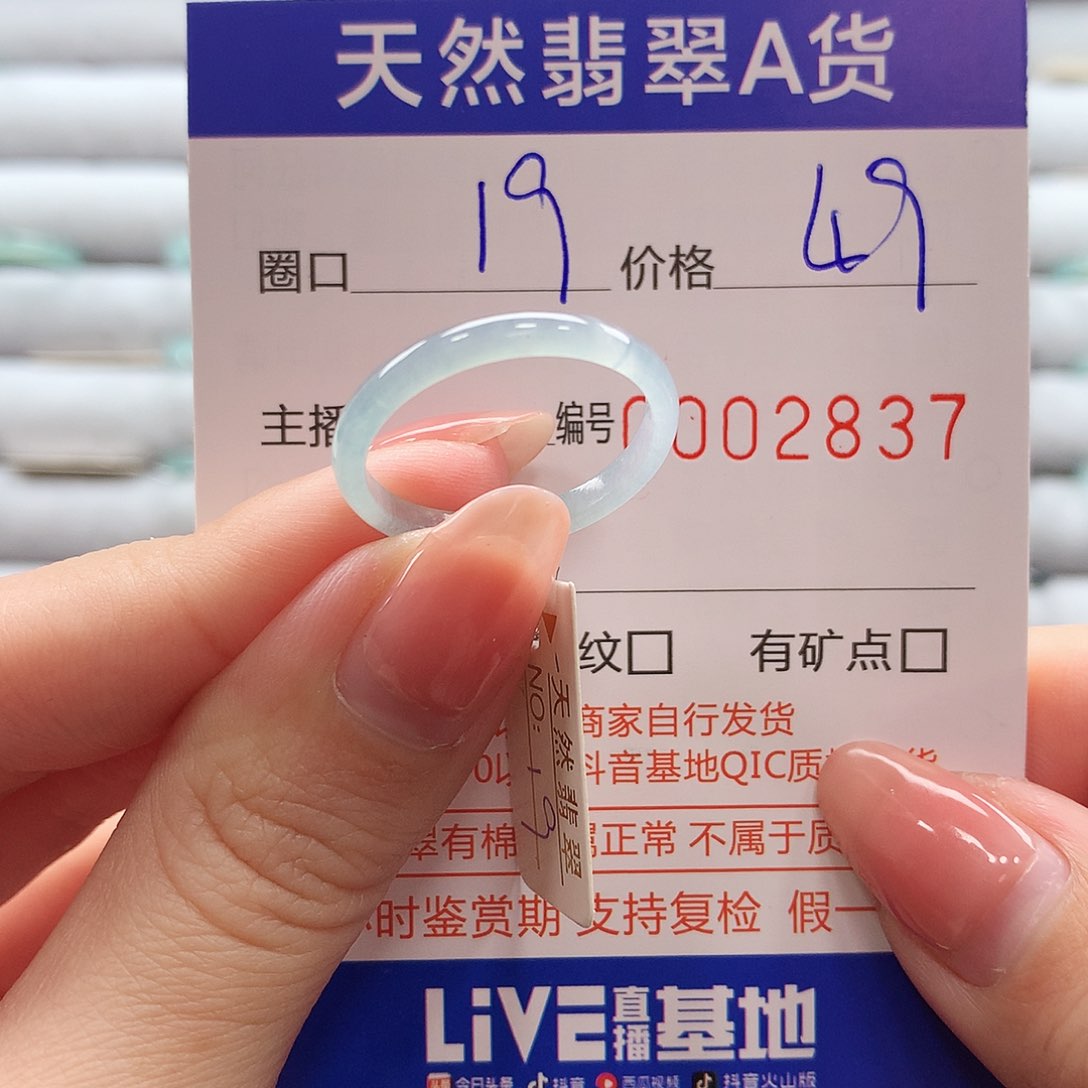 天然翡翠A货
圈口 19 价格 49
主播 编号 0002837
纹□ 有矿点□
商家自行发货
抖音基地QIC质
翠有棉 属正常 不属于质
时鉴赏期 支持复检 假一
天然翡翠
NO: 19
LiVE 直播 基地
今日头条 抖音 西瓜视频 抖音火山版